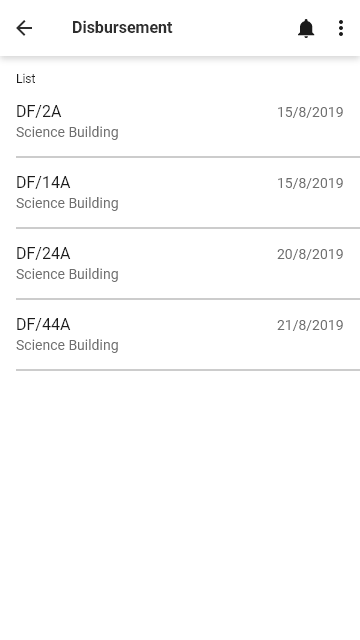 Disbursement
List
DF/2A 15/8/2019
Science Building
DF/14A 15/8/2019
Science Building
DF/24A 20/8/2019
Science Building
DF/44A 21/8/2019
Science Building